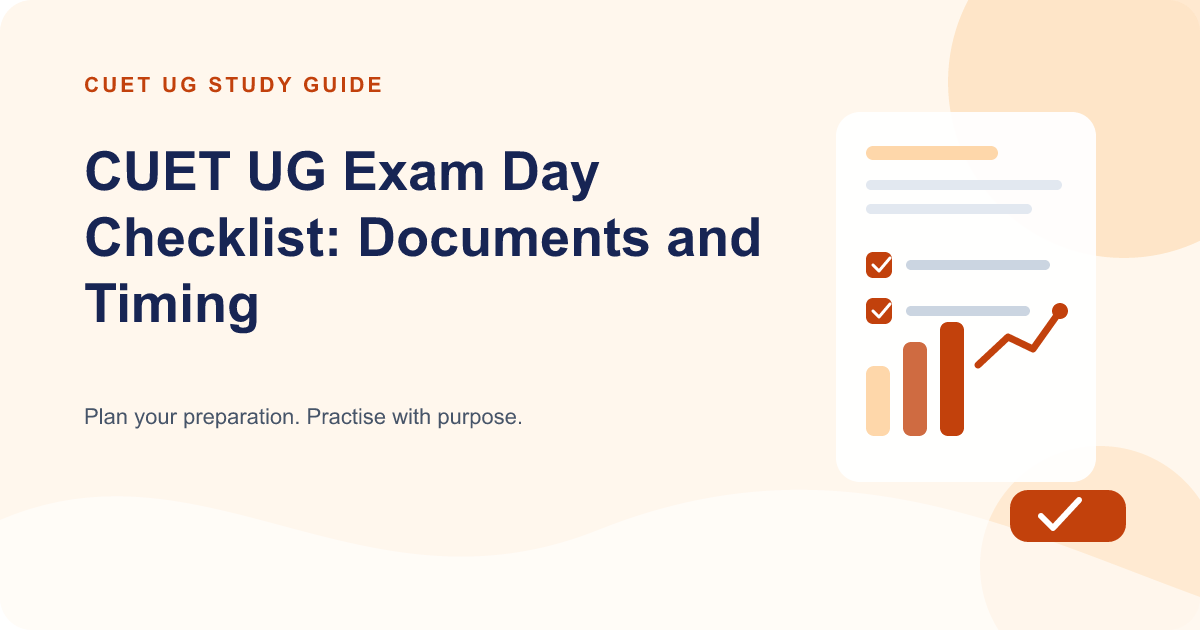 CUET UG STUDY GUIDE
CUET UG Exam Day
Checklist: Documents and
Timing
Plan your preparation. Practise with purpose.